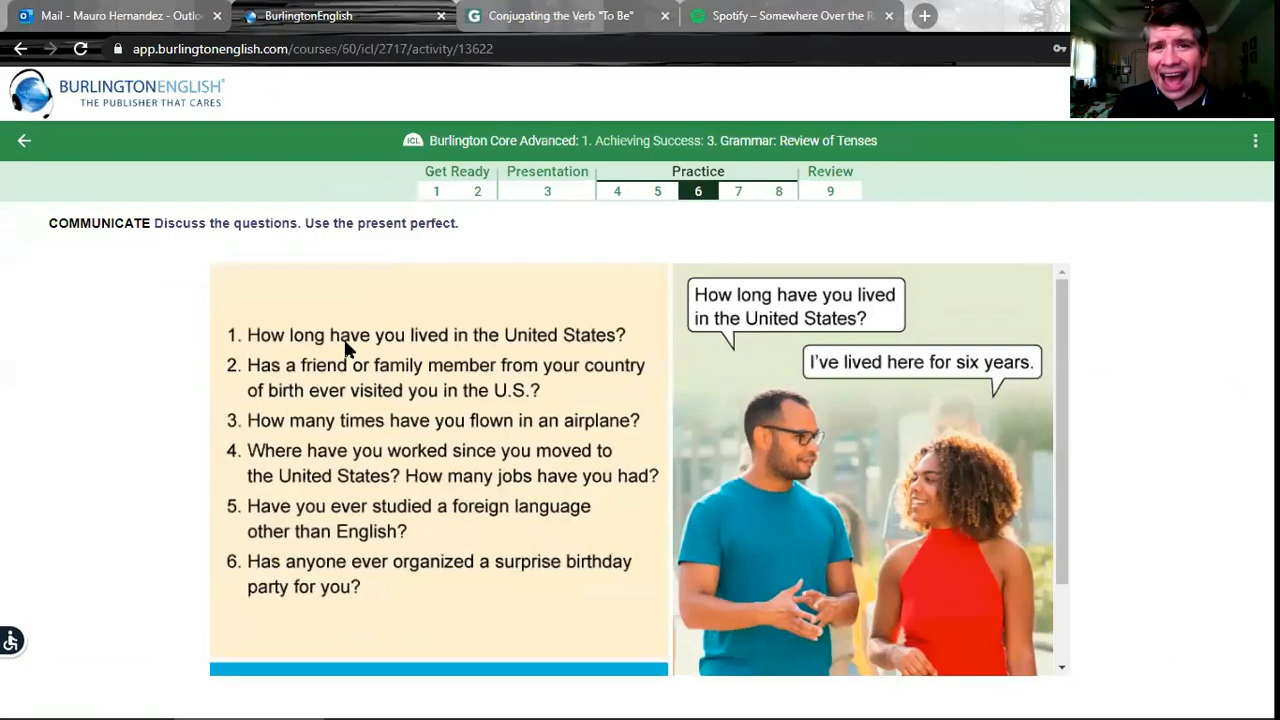 Mail - Mauro Hernandez - Outloo
BurlingtonEnglish
Conjugating the Verb "To Be"
Spotify – Somewhere Over the R
app.burlingtonenglish.com/courses/60/icl/2717/activity/13622
BURLINGTONENGLISH®
THE PUBLISHER THAT CARES
ICL Burlington Core Advanced: 1. Achieving Success: 3. Grammar: Review of Tenses
Get Ready Presentation Practice Review
1 2 3 4 5 6 7 8 9
COMMUNICATE Discuss the questions. Use the present perfect.
1. How long have you lived in the United States?
2. Has a friend or family member from your country
of birth ever visited you in the U.S.?
3. How many times have you flown in an airplane?
4. Where have you worked since you moved to
the United States? How many jobs have you had?
5. Have you ever studied a foreign language
other than English?
6. Has anyone ever organized a surprise birthday
party for you?
How long have you lived
in the United States?
I've lived here for six years.